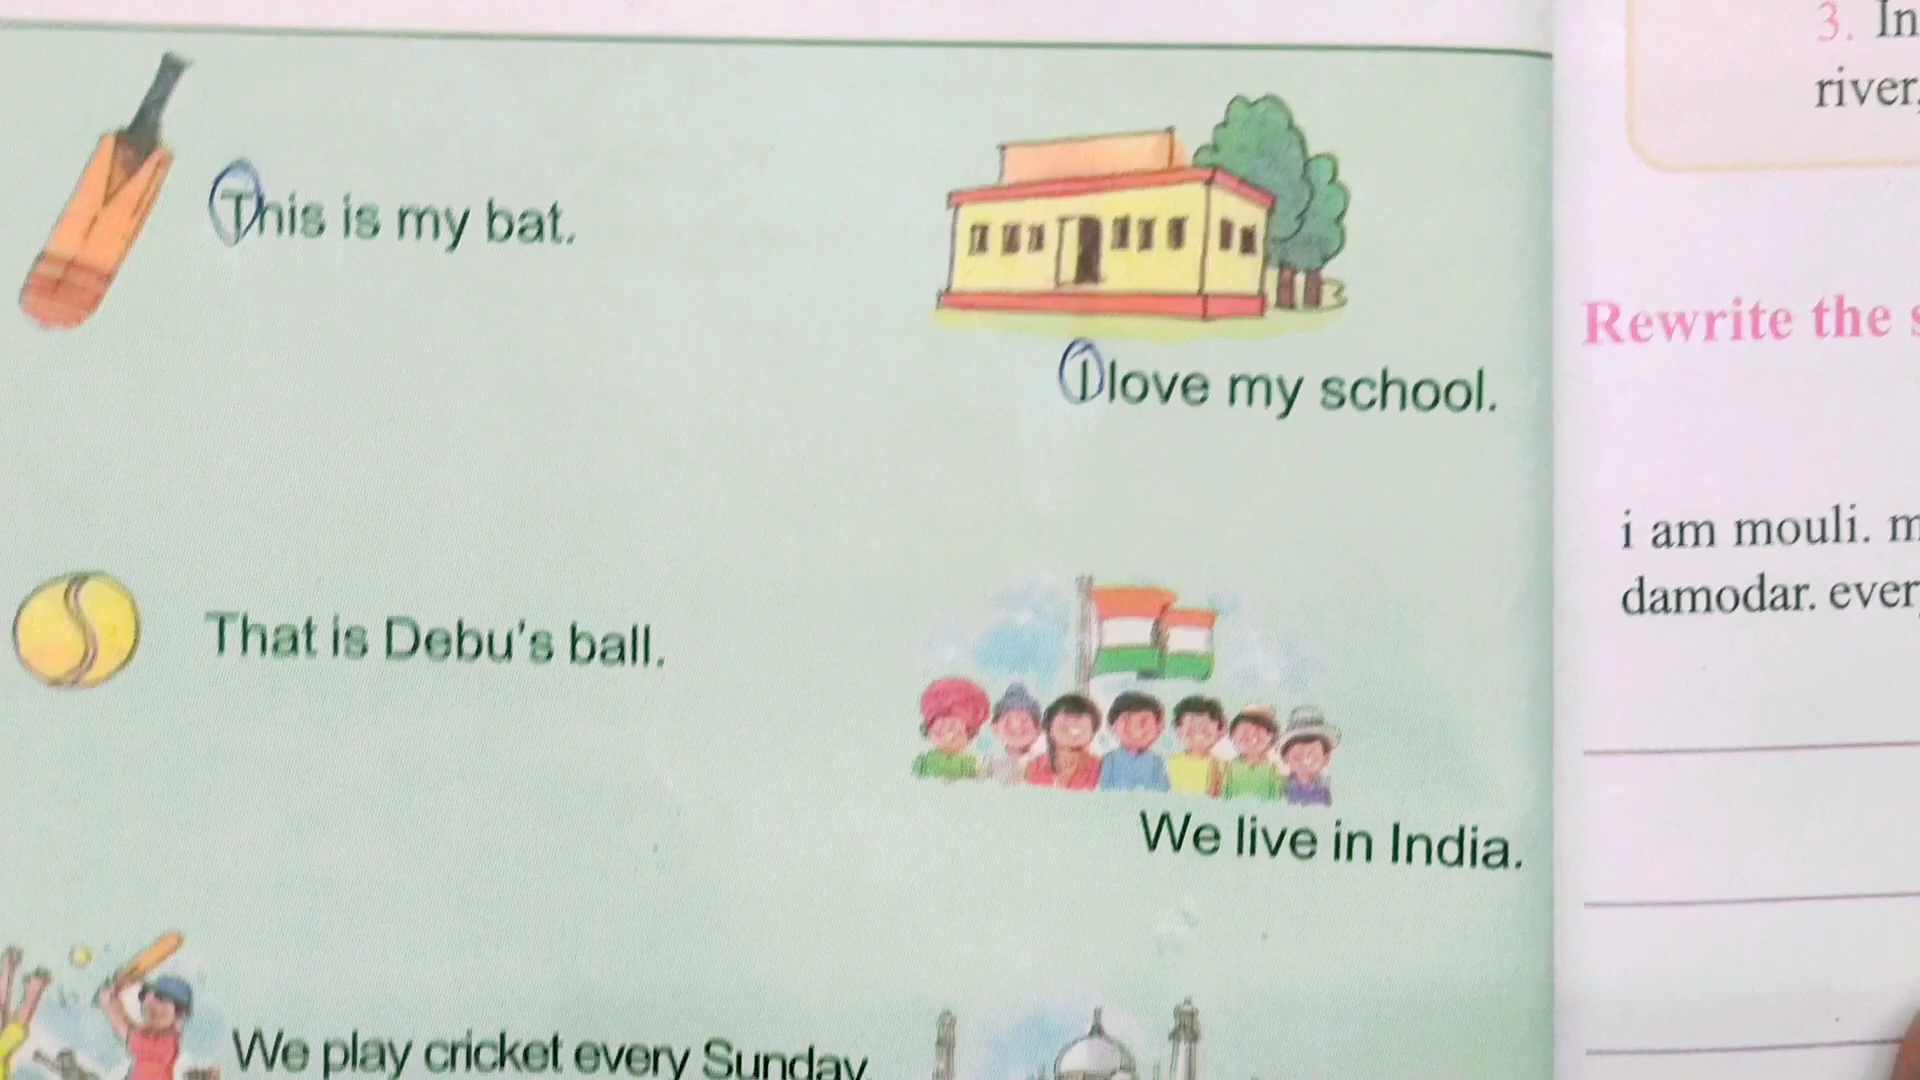 This is my bat.
I love my school.
That is Debu's ball.
We live in India.
We play cricket every Sunday.
3. In
river,
Rewrite the
i am mouli.
damodar.